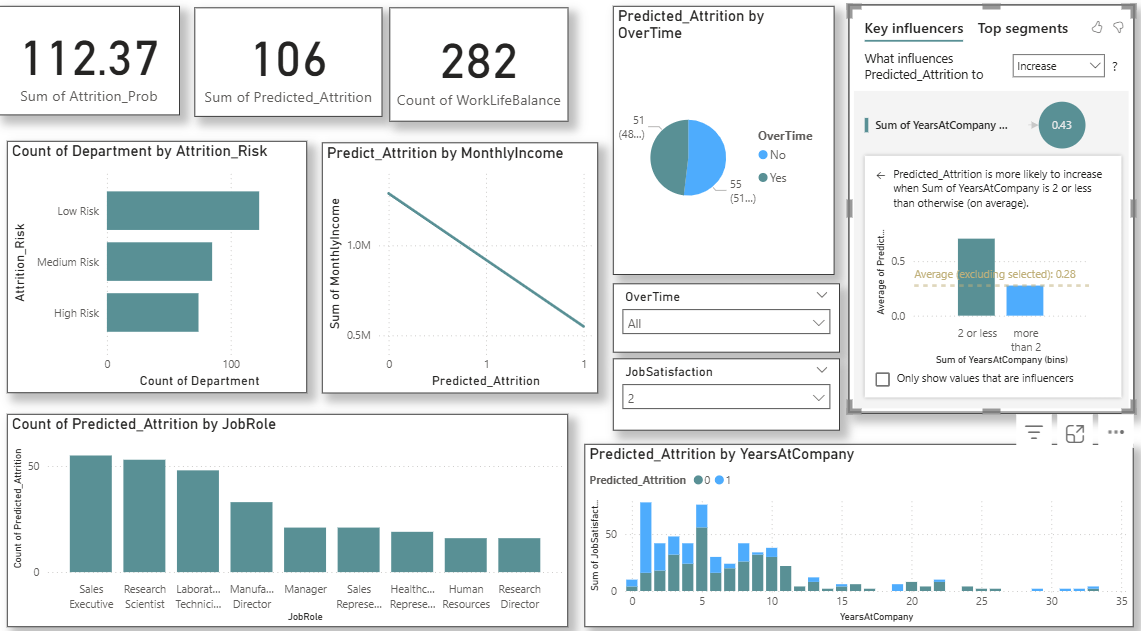 112.37
Sum of Attrition_Prob
106
Sum of Predicted_Attrition
282
Count of WorkLifeBalance
Predicted_Attrition by
OverTime
51
(48...)
55
(51...)
OverTime
No
Yes
Key influencers
Top segments
What influences
Predicted_Attrition to
Increase
?
Sum of YearsAtCompany ...
0.43
Predicted_Attrition is more likely to increase
when Sum of YearsAtCompany is 2 or less
than otherwise (on average).
Average of Predict...
0.5
0.0
Average (excluding selected): 0.28
2 or less
more
than 2
Sum of YearsAtCompany (bins)
Only show values that are influencers
Count of Department by Attrition_Risk
Attrition_Risk
Low Risk
Medium Risk
High Risk
0
100
Count of Department
Predict_Attrition by MonthlyIncome
Sum of MonthlyIncome
1.0M
0.5M
0
1
1
Predicted_Attrition
OverTime
All
JobSatisfaction
2
Count of Predicted_Attrition by JobRole
Count of Predicted_Attrition
50
0
Sales
Executive
Research
Scientist
Laborat...
Technici...
Manufa...
Director
Manager
Sales
Represe...
Healthc...
Represe...
Human
Resources
Research
Director
JobRole
Predicted_Attrition by YearsAtCompany
Predicted_Attrition
0
1
Sum of JobSatisfact...
50
0
0
5
10
15
20
25
30
35
YearsAtCompany